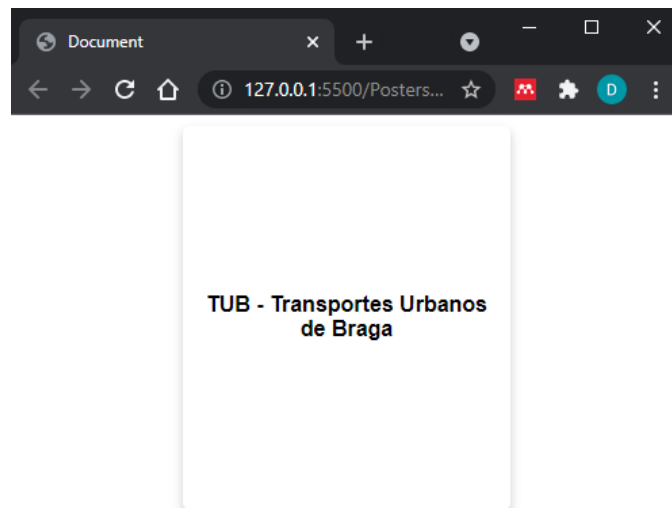 Document
127.0.0.1:5500/Posters...
D
TUB - Transportes Urbanos
de Braga